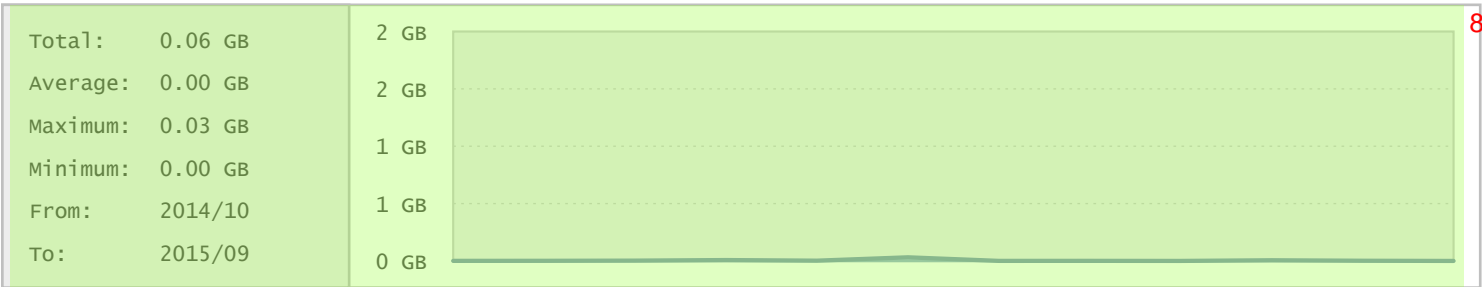 Total: 0.06 GB
Average: 0.00 GB
Maximum: 0.03 GB
Minimum: 0.00 GB
From: 2014/10
To: 2015/09
2 GB
2 GB
1 GB
1 GB
0 GB
8